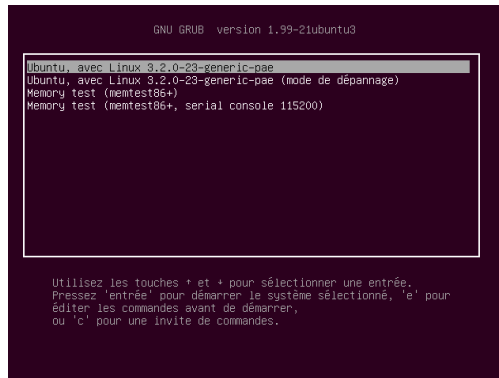 GNU GRUB  version 1.99-21ubuntu3
Ubuntu, avec Linux 3.2.0-23-generic-pae
Ubuntu, avec Linux 3.2.0-23-generic-pae (mode de dépannage)
Memory test (memtest86+)
Memory test (memtest86+, serial console 115200)
Utilisez les touches ↑ et ↓ pour sélectionner une entrée.
Pressez 'entrée' pour démarrer le système sélectionné, 'e' pour
éditer les commandes avant de démarrer,
ou 'c' pour une invite de commandes.